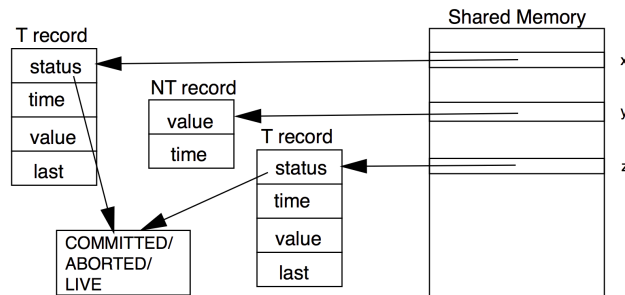 Shared Memory
T record
status
time
value
last
NT record
value
time
T record
status
time
value
last
x
y
z
COMMITTED/
ABORTED/
LIVE